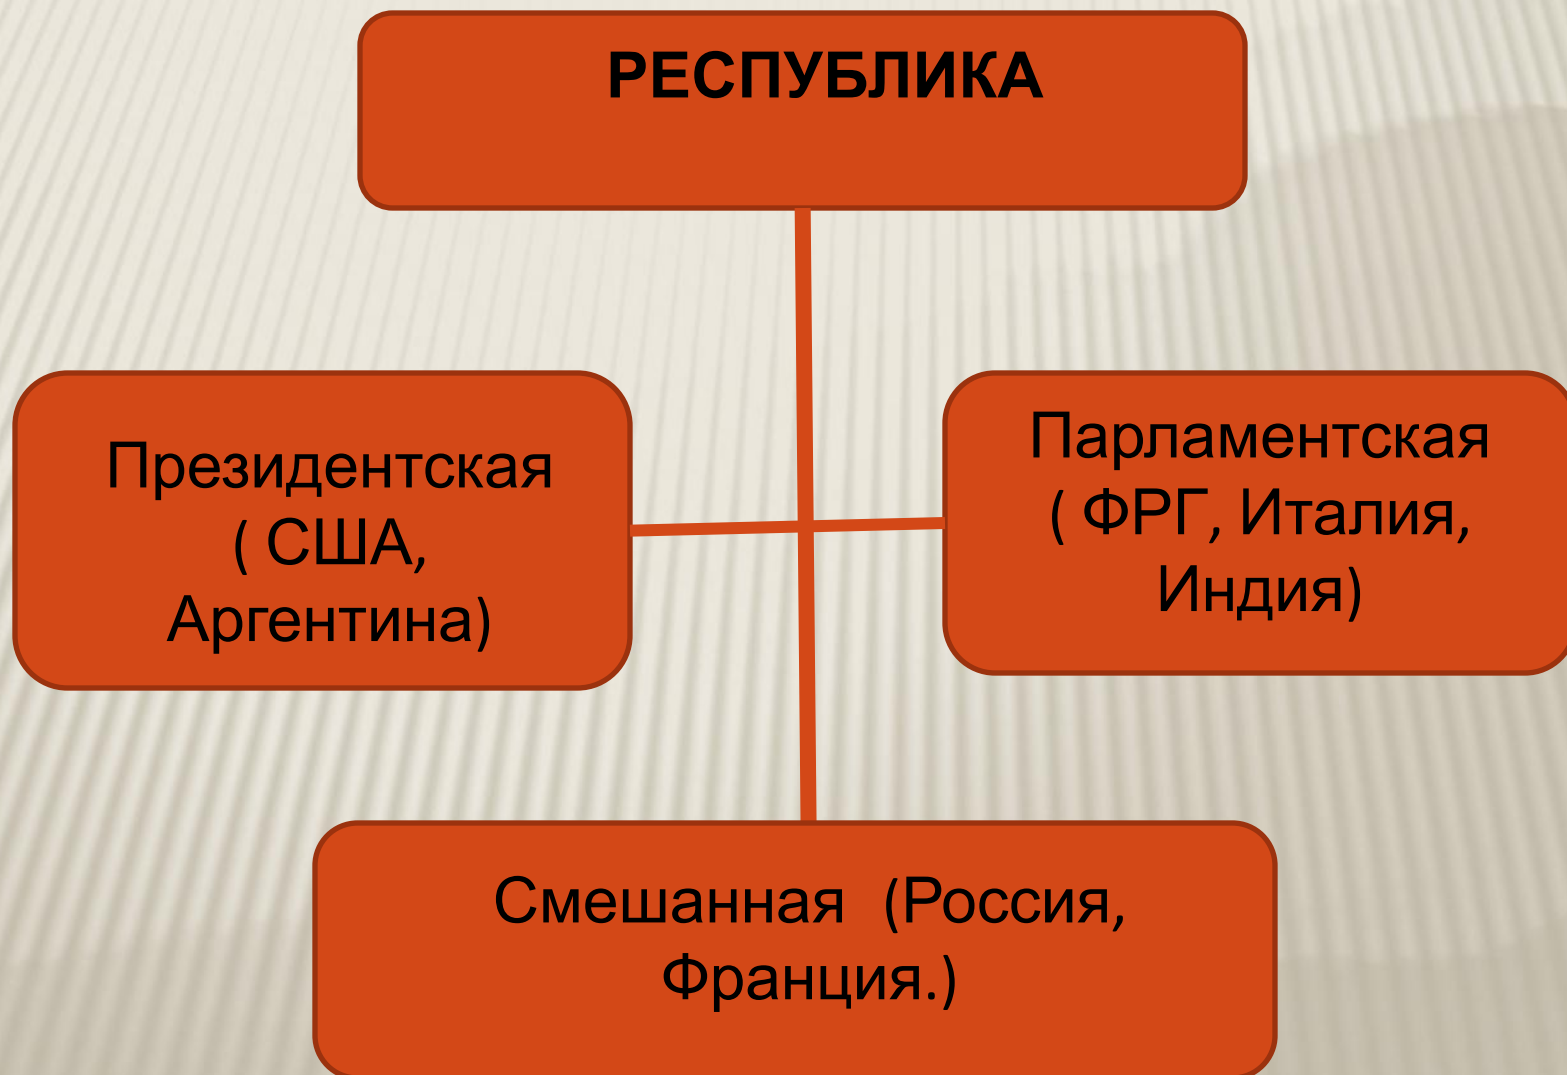 РЕСПУБЛИКА
Президентская
( США,
Аргентина)
Парламентская
( ФРГ, Италия,
Индия)
Смешанная  (Россия,
Франция.)